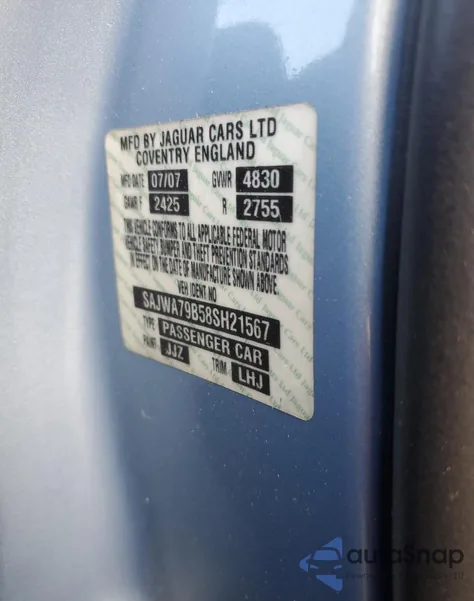 MFD BY JAGUAR CARS LTD
COVENTRY ENGLAND
MFD DATE 07/07 GVWR 4830
GAWR F 2425 R 2755
THIS VEHICLE CONFORMS TO ALL APPLICABLE FEDERAL MOTOR
VEHICLE SAFETY, BUMPER AND THEFT PREVENTION STANDARDS
IN EFFECT ON THE DATE OF MANUFACTURE SHOWN ABOVE.
VEH IDENT NO
SAJWA79B58SH21567
TYPE PASSENGER CAR
PAINT JJZ TRIM LHJ
autoSnap